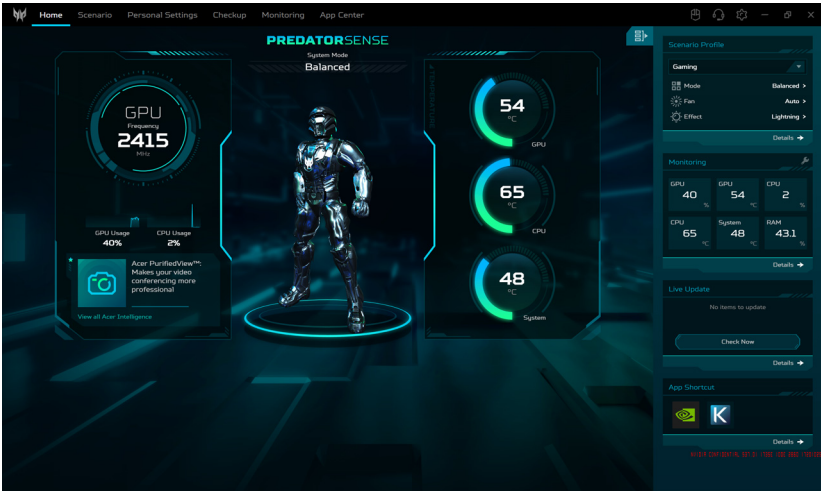 Home Scenario Personal Settings Checkup Monitoring App Center
PREDATORSENSE
System Mode
Balanced
GPU
Frequency
2415
MHz
GPU Usage
40%
CPU Usage
2%
Acer PurifiedView™:
Makes your video
conferencing more
professional
View all Acer Intelligence
54
°C
GPU
65
°C
CPU
48
°C
System
Scenario Profile
Gaming
Mode Balanced >
Fan Auto >
Effect Lightning >
Details →
Monitoring
GPU
40
%
GPU
54
°C
CPU
2
%
CPU
65
°C
System
48
°C
RAM
43.1
%
Details →
Live Update
No items to update
Check Now
Details →
App Shortcut
K
Details →
NVIDIA CONFIDENTIAL